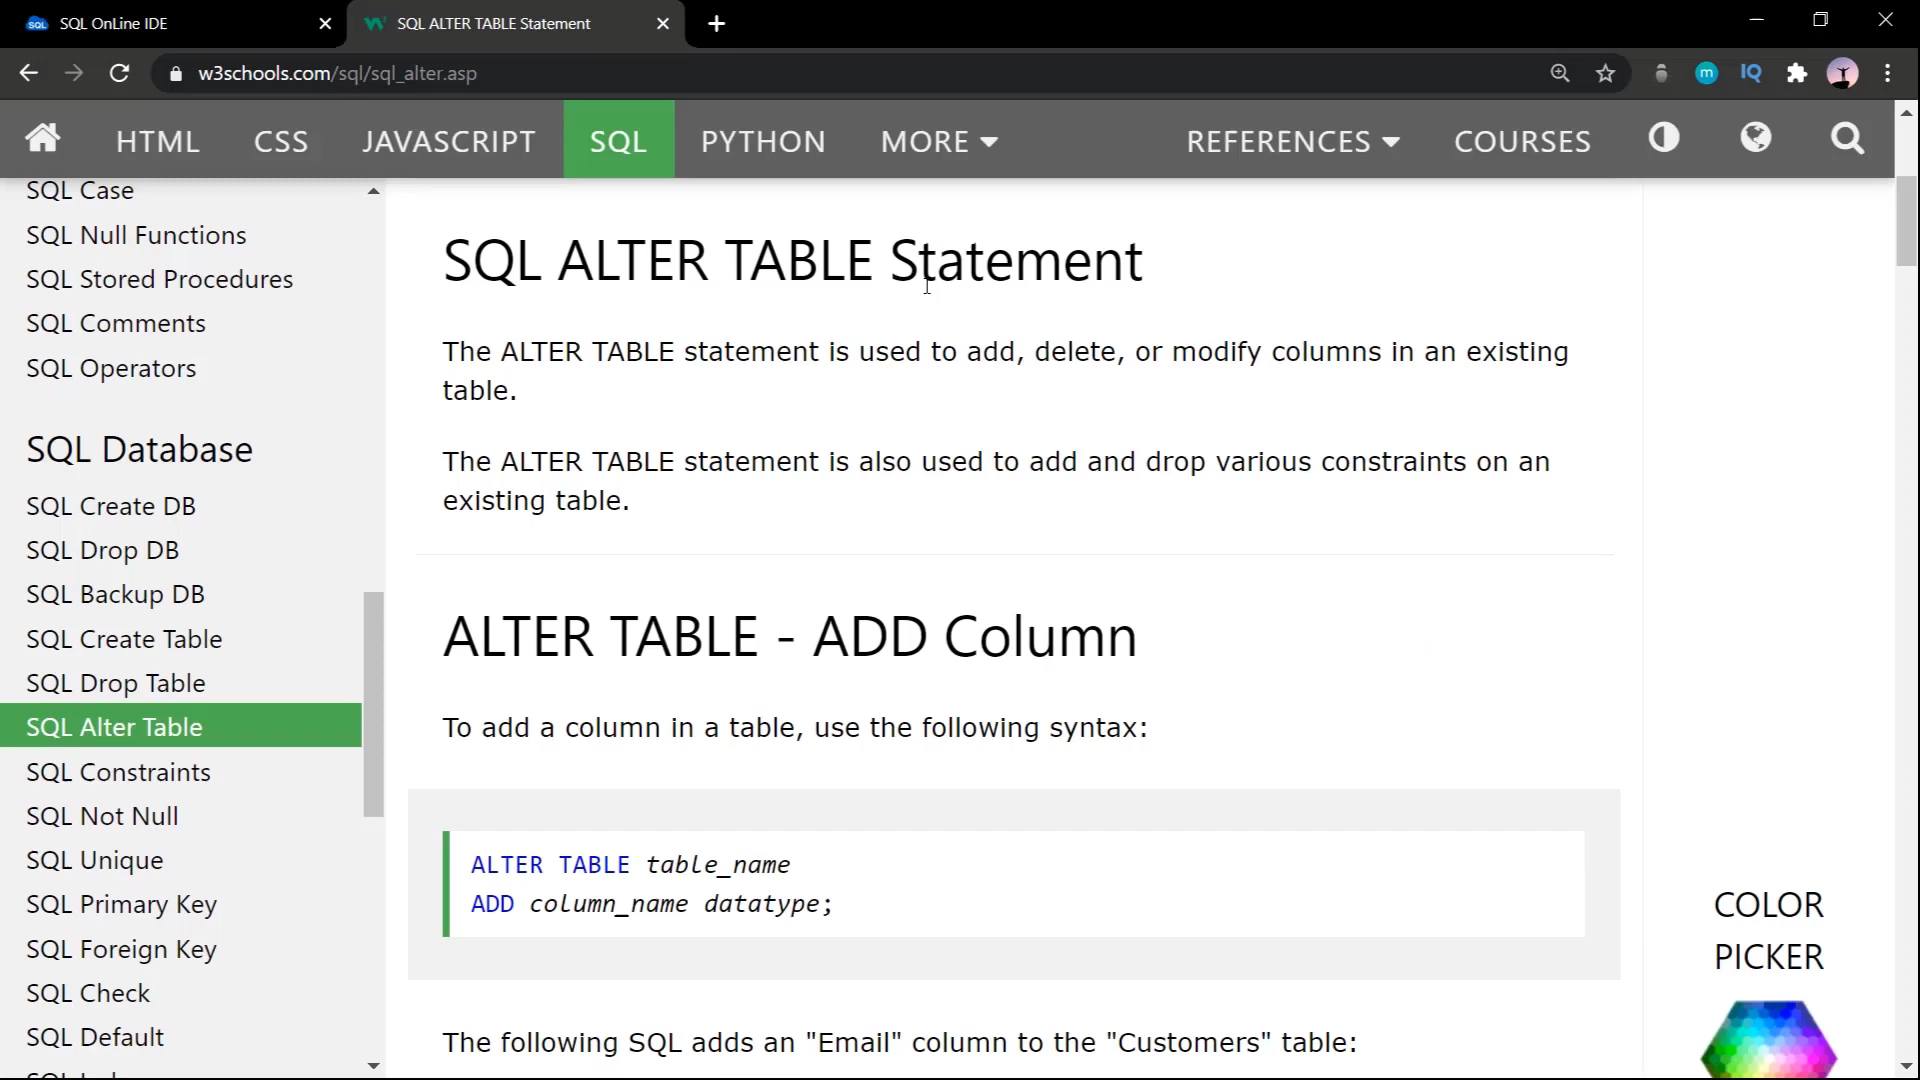 SQL OnLine IDE
SQL ALTER TABLE Statement
w3schools.com/sql/sql_alter.asp
m
IQ
HTML
CSS
JAVASCRIPT
SQL
PYTHON
MORE
REFERENCES
COURSES
SQL Case
SQL Null Functions
SQL Stored Procedures
SQL Comments
SQL Operators
SQL Database
SQL Create DB
SQL Drop DB
SQL Backup DB
SQL Create Table
SQL Drop Table
SQL Alter Table
SQL Constraints
SQL Not Null
SQL Unique
SQL Primary Key
SQL Foreign Key
SQL Check
SQL Default
SQL ALTER TABLE Statement
The ALTER TABLE statement is used to add, delete, or modify columns in an existing
table.
The ALTER TABLE statement is also used to add and drop various constraints on an
existing table.
ALTER TABLE - ADD Column
To add a column in a table, use the following syntax:
ALTER TABLE table_name
ADD column_name datatype;
The following SQL adds an "Email" column to the "Customers" table:
COLOR
PICKER